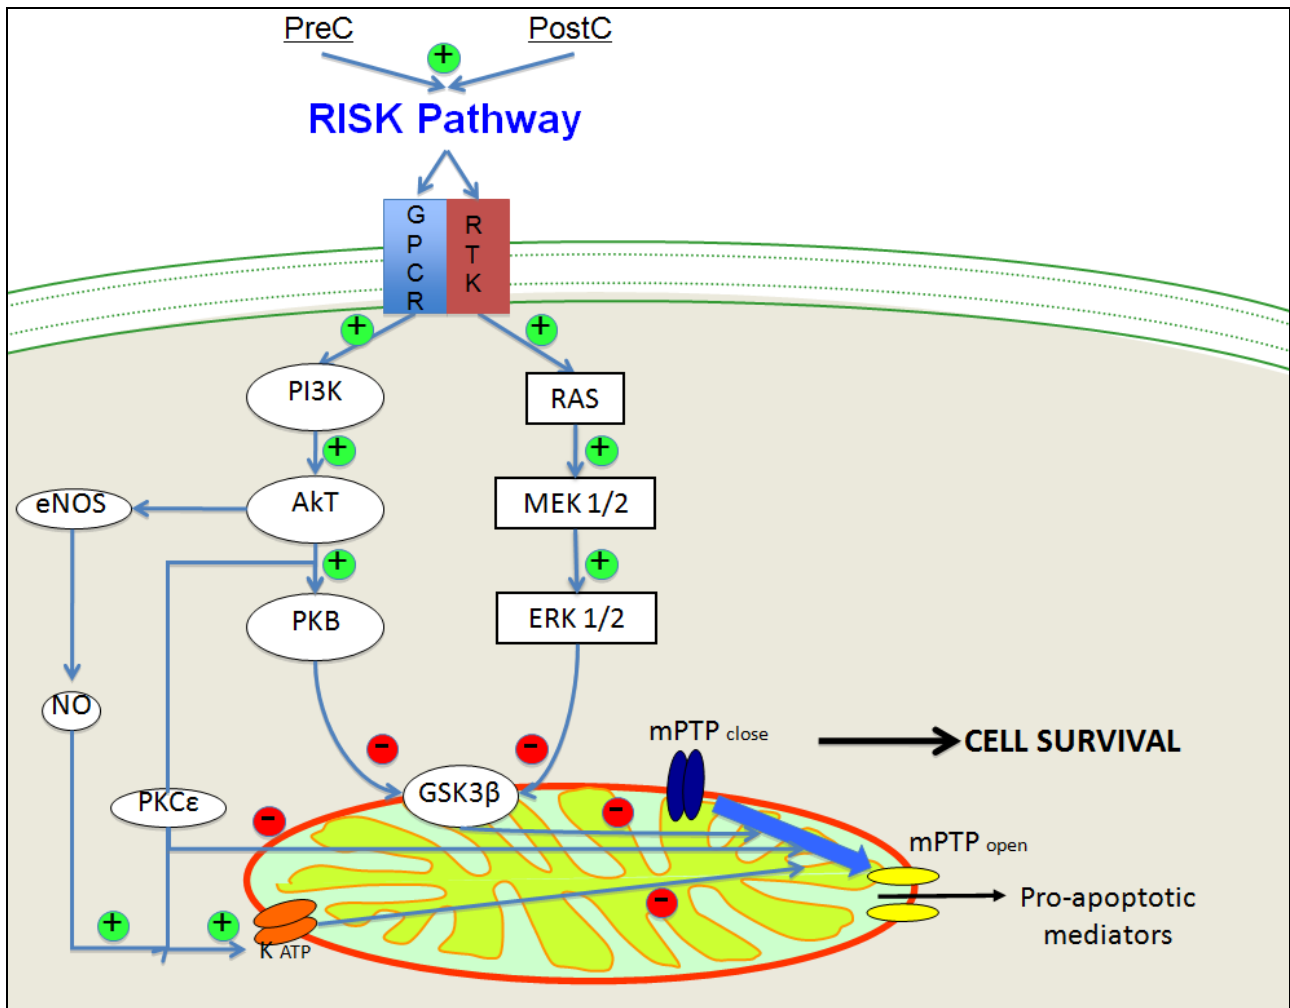 PreC
PostC
+
RISK Pathway
GPCR
RTK
+
+
PI3K
RAS
+
+
eNOS
AkT
MEK 1/2
+
+
PKB
ERK 1/2
NO
-
-
mPTP close
CELL SURVIVAL
PKCε
GSK3β
-
-
mPTP open
-
Pro-apoptotic
mediators
+
+
K ATP